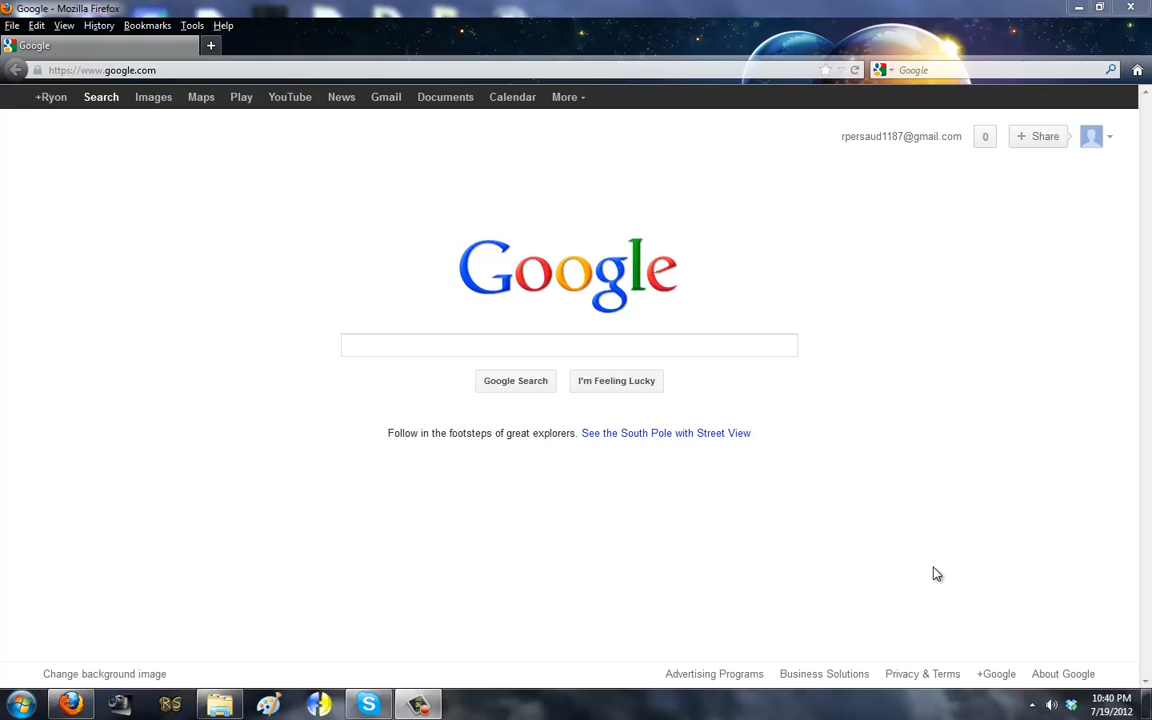 Google - Mozilla Firefox
File Edit View History Bookmarks Tools Help
Google
https://www.google.com
Google
+Ryon Search Images Maps Play YouTube News Gmail Documents Calendar More
rpersaud1187@gmail.com 0 + Share
Google
Google Search I'm Feeling Lucky
Follow in the footsteps of great explorers. See the South Pole with Street View
Change background image Advertising Programs Business Solutions Privacy & Terms +Google About Google
RS S 10:40 PM
7/19/2012